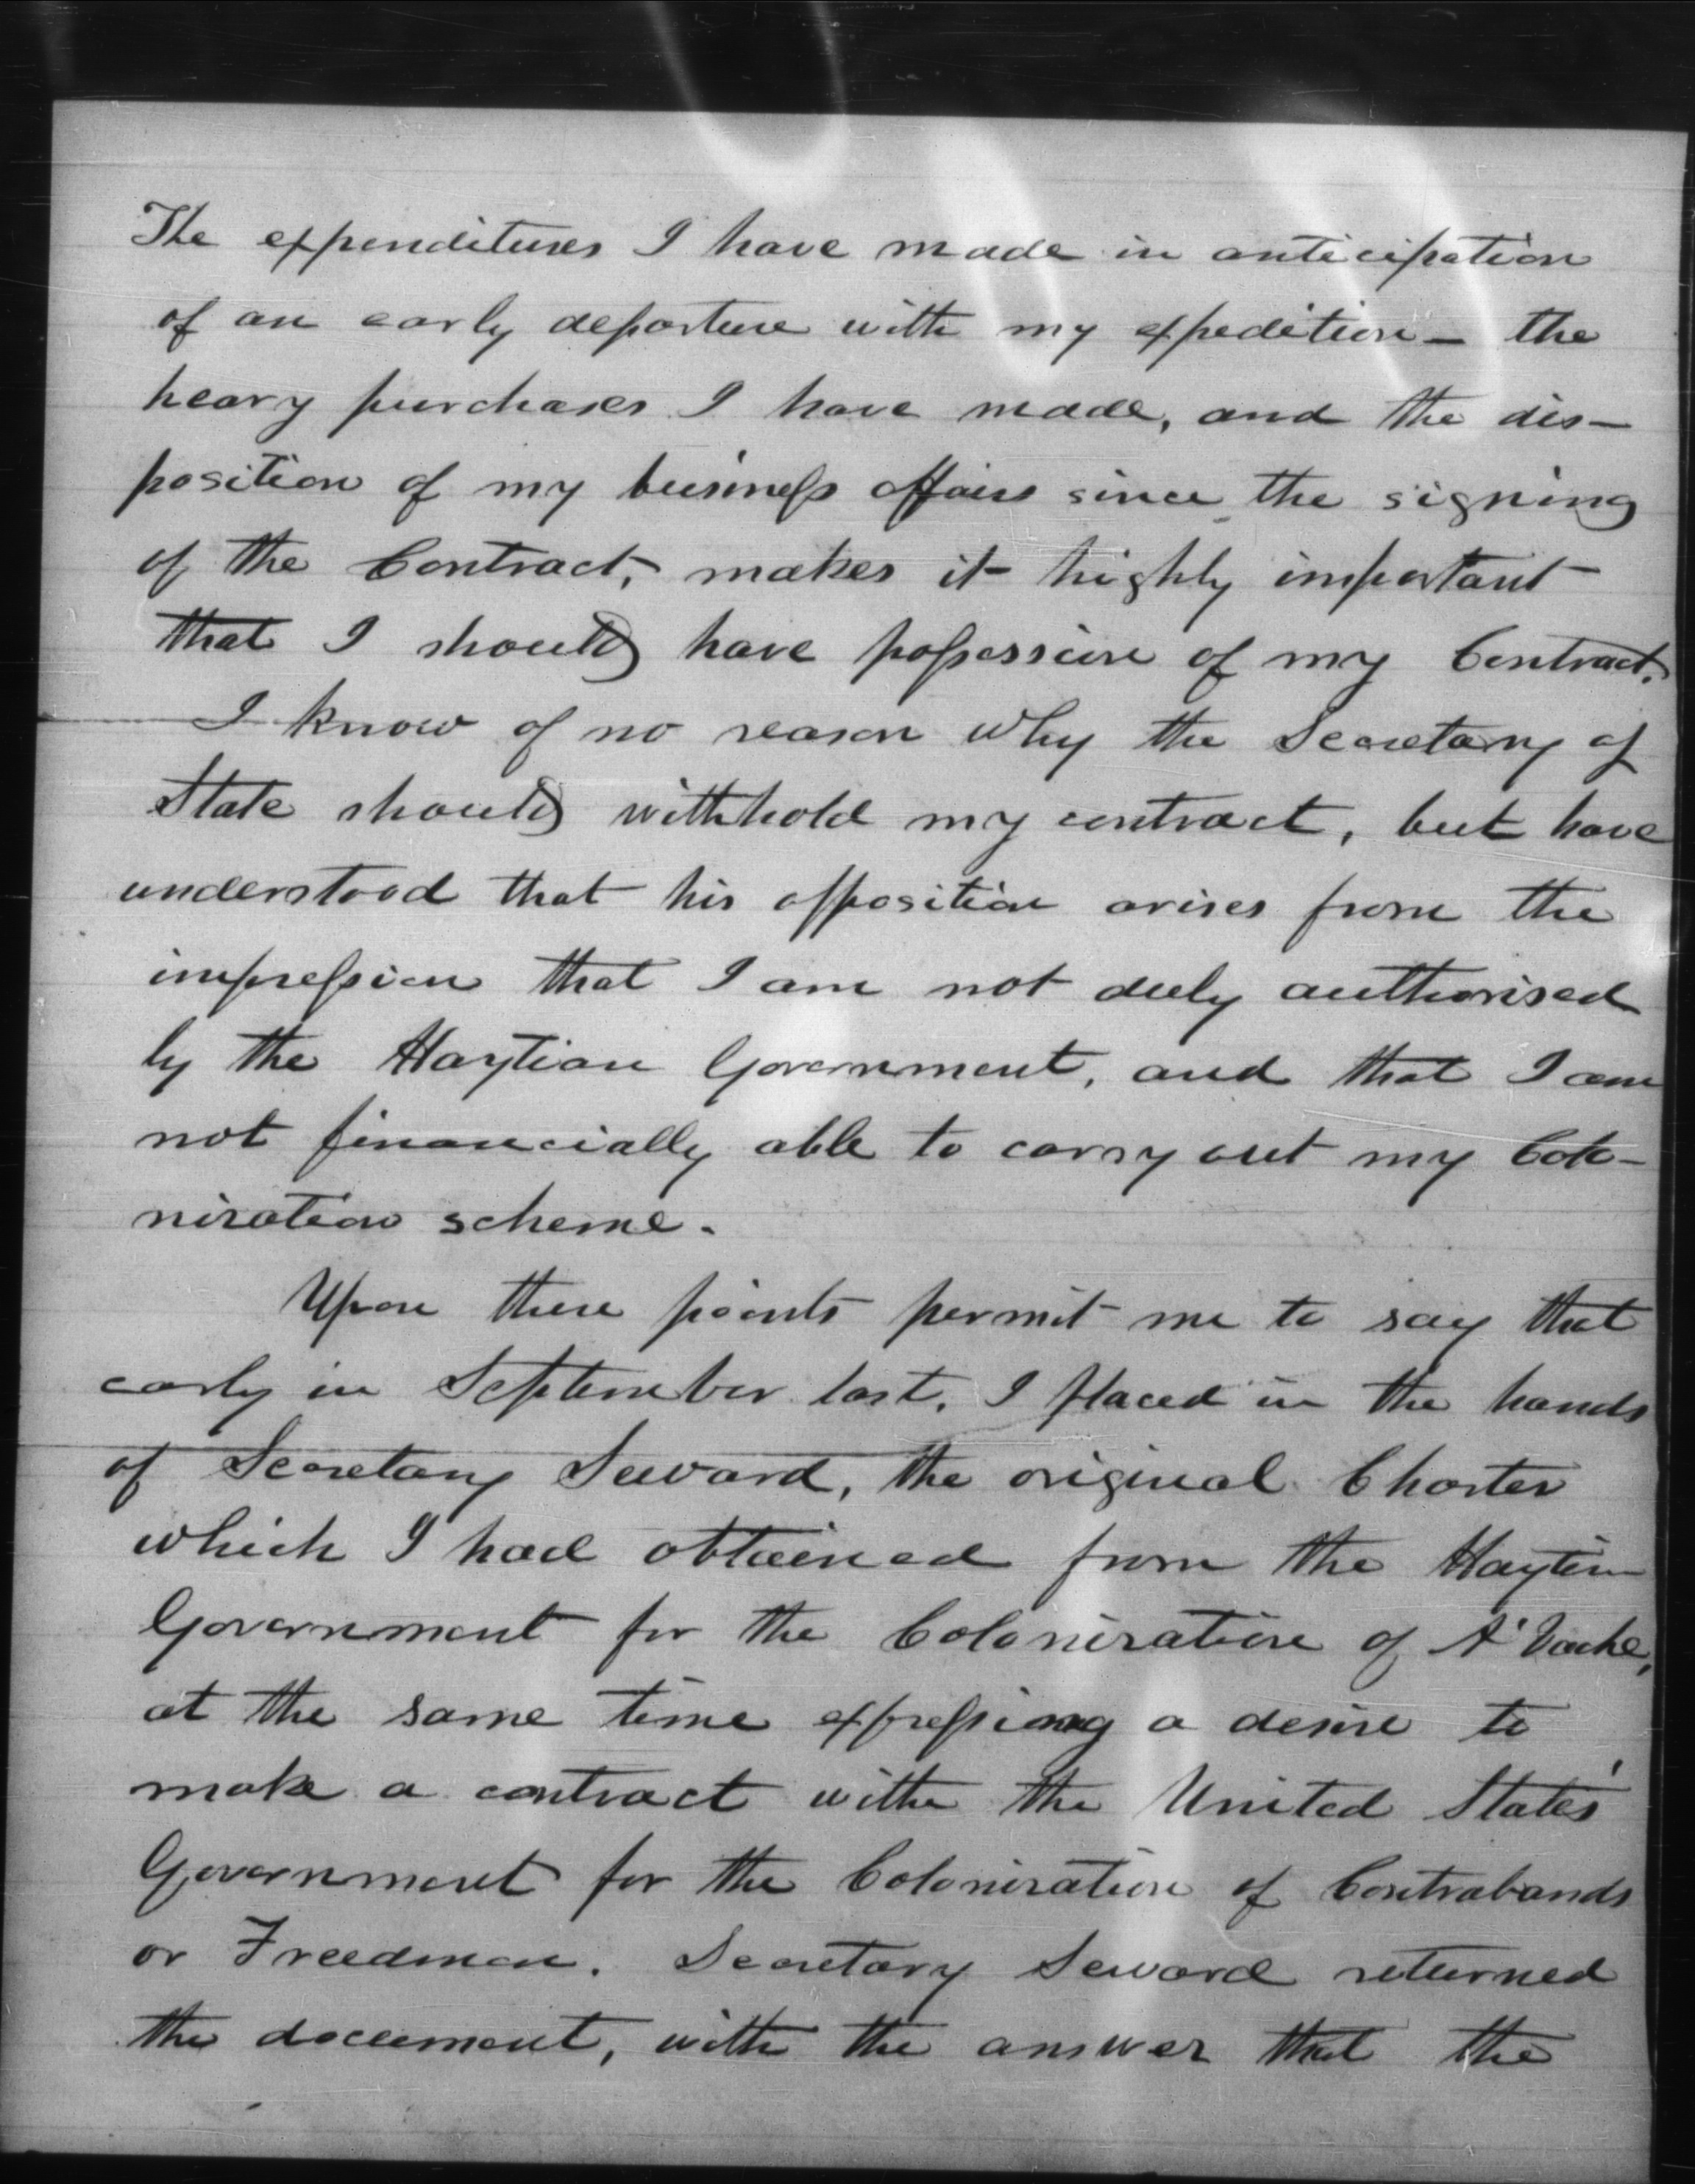 The expenditures I have made in anticipation
of an early departure with my expedition — the
heavy purchases I have made, and the dis-
position of my business affairs since the signing
of the Contract, makes it highly important
that I should have possession of my Contract.
I know of no reason why the Secretary of
State should withhold my contract, but have
understood that his opposition arises from the
impression that I am not duly authorised
by the Haytian Government, and that I am
not financially able to carry out my Colo-
nization scheme.
Upon these points permit me to say that
early in September last, I placed in the hands
of Secretary Seward, the original Charter
which I had obtained from the Haytien
Government for the Colonization of A'Vache,
at the same time expressing a desire to
make a contract with the United States'
Government for the Colonization of Contrabands
or Freedmen. Secretary Seward returned
the document, with the answer that the